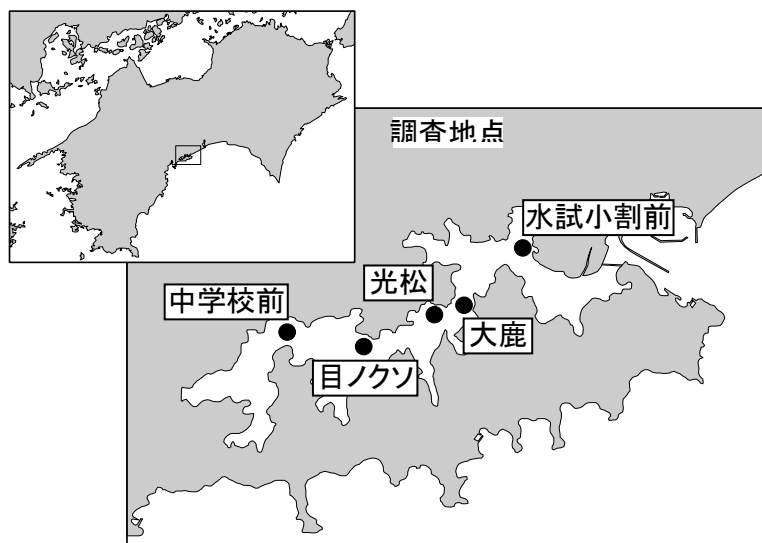 調査地点
水試小割前
光松
中学校前
大鹿
目ノクソ